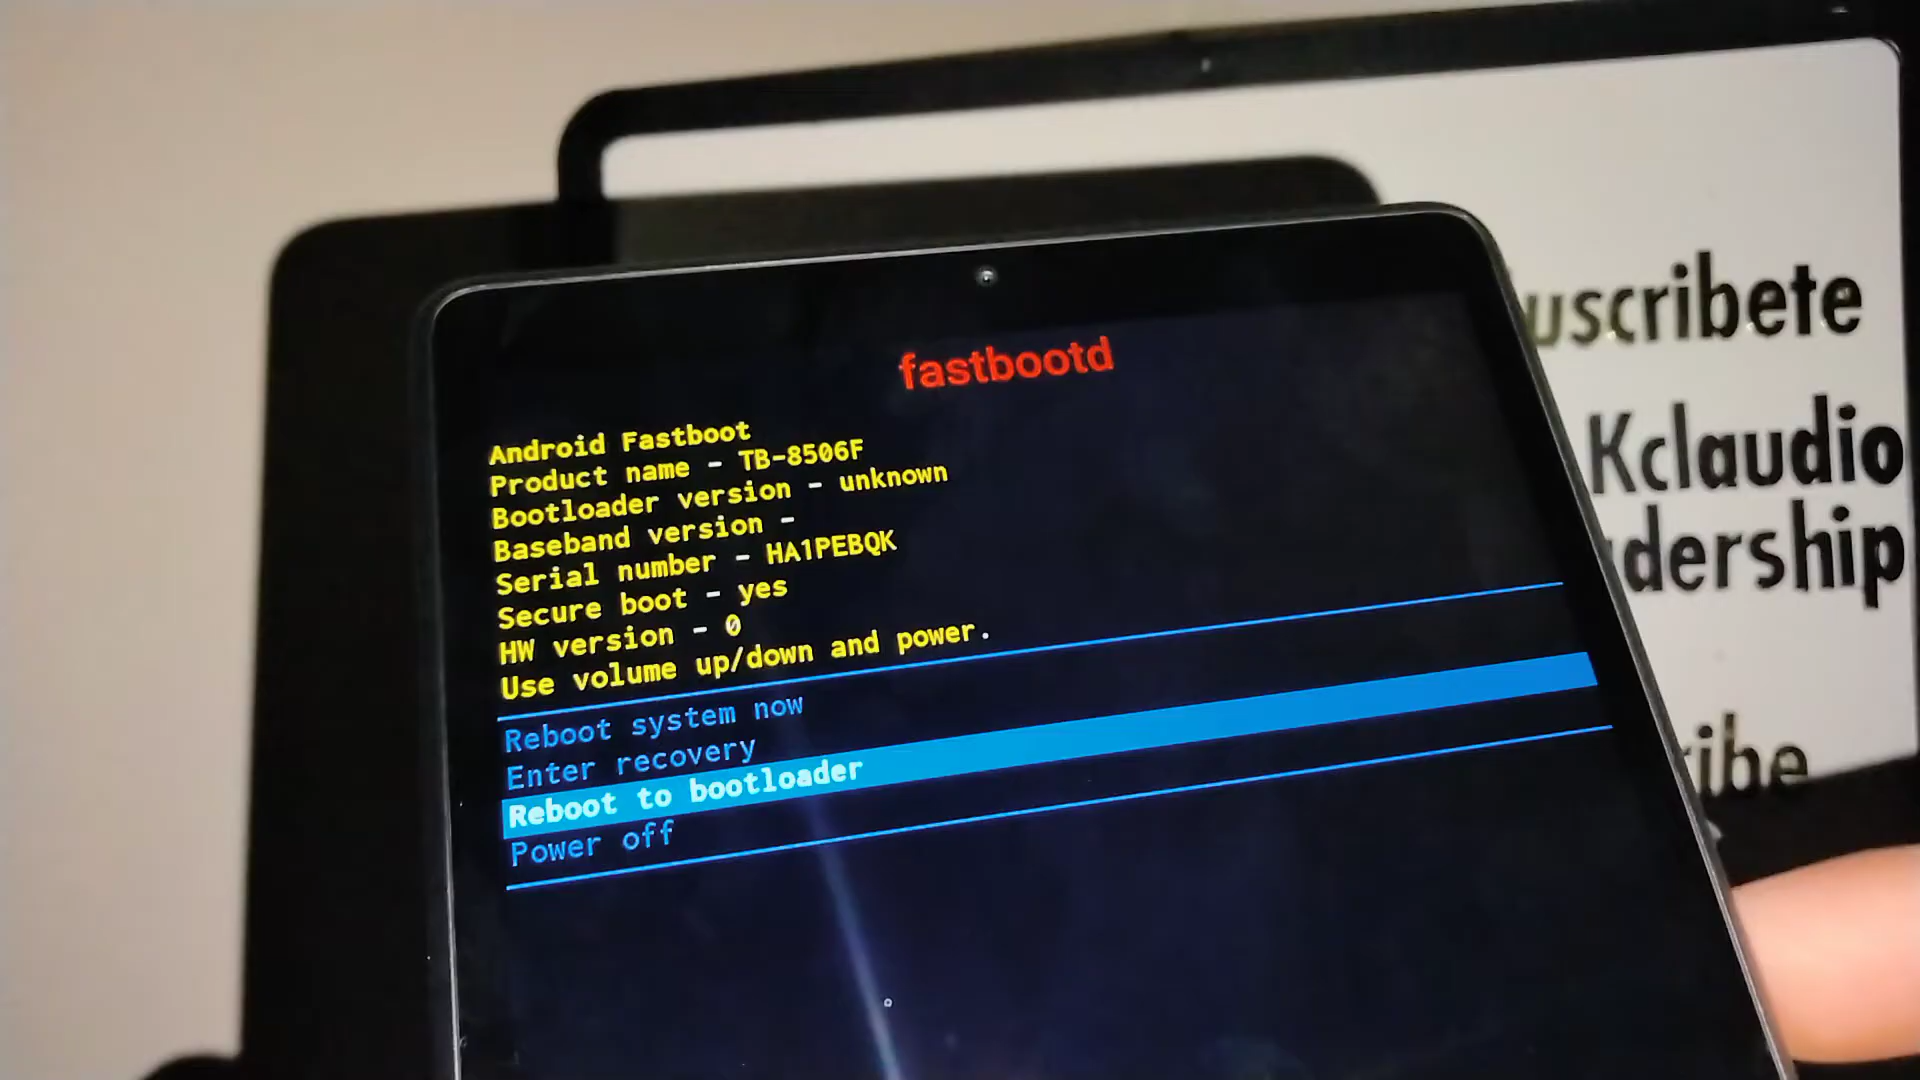 fastbootd
Android Fastboot
Product name - TB-8506F
Bootloader version - unknown
Baseband version -
Serial number - HA1PEBQK
Secure boot - yes
HW version - 0
Use volume up/down and power.
Reboot system now
Enter recovery
Reboot to bootloader
Power off
uscribete
Kclaudio
dership
ribe